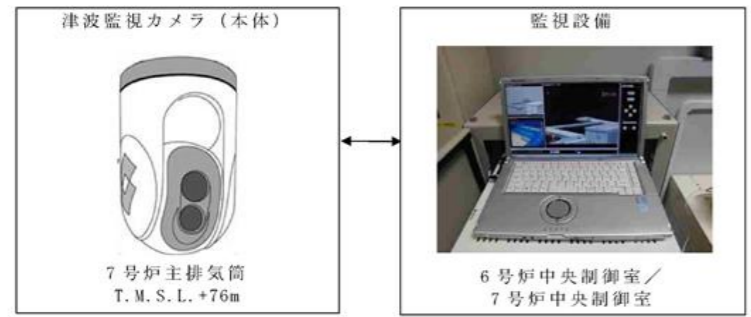 津波監視カメラ(本体)
7号炉主排気筒
T.M.S.L.+76m
監視設備
6号炉中央制御室/
7号炉中央制御室